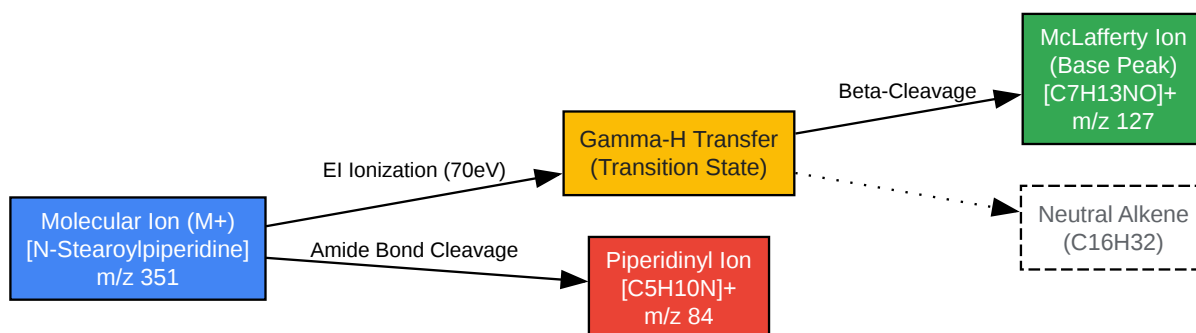 Molecular Ion (M+)
[N-Stearoylpiperidine]
m/z 351
EI Ionization (70eV)
Amide Bond Cleavage
Gamma-H Transfer
(Transition State)
Piperidinyl Ion
[C5H10N]+
m/z 84
Beta-Cleavage
McLafferty Ion
(Base Peak)
[C7H13NO]+
m/z 127
Neutral Alkene
(C16H32)